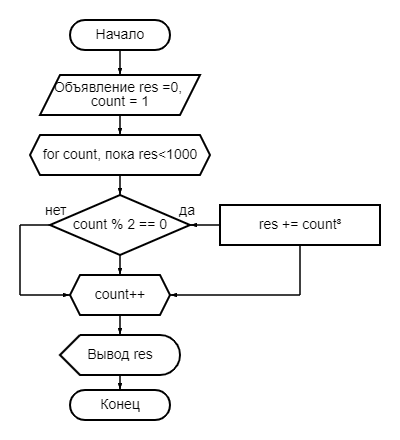 Начало
Объявление res =0,
count = 1
for count, пока res<1000
нет
да
count % 2 == 0
res += count³
count++
Вывод res
Конец